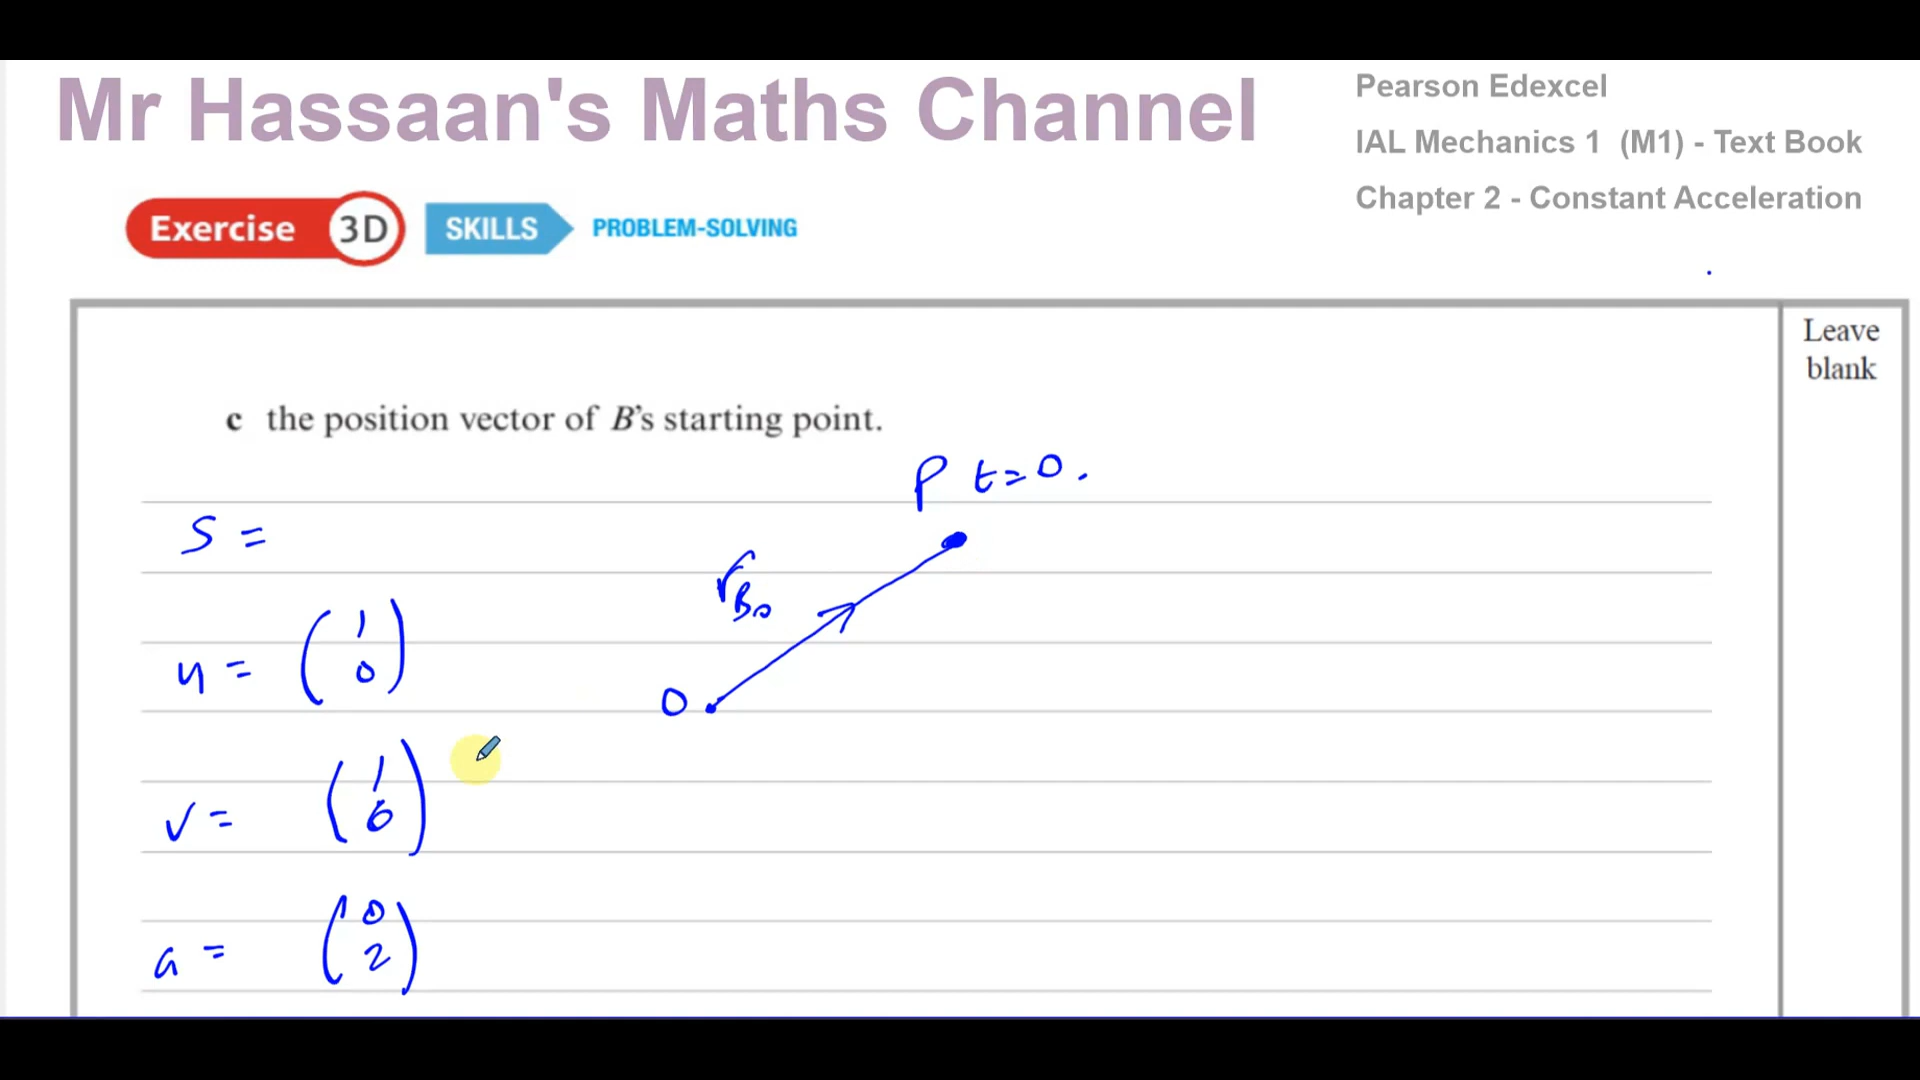 Mr Hassaan's Maths Channel
Pearson Edexcel
IAL Mechanics 1 (M1) - Text Book
Chapter 2 - Constant Acceleration
Exercise 3D SKILLS PROBLEM-SOLVING
Leave
blank
c the position vector of B's starting point.
P t=0.
s =
r_B0
u = (1
0)
O
v = (1
6)
a = (0
2)